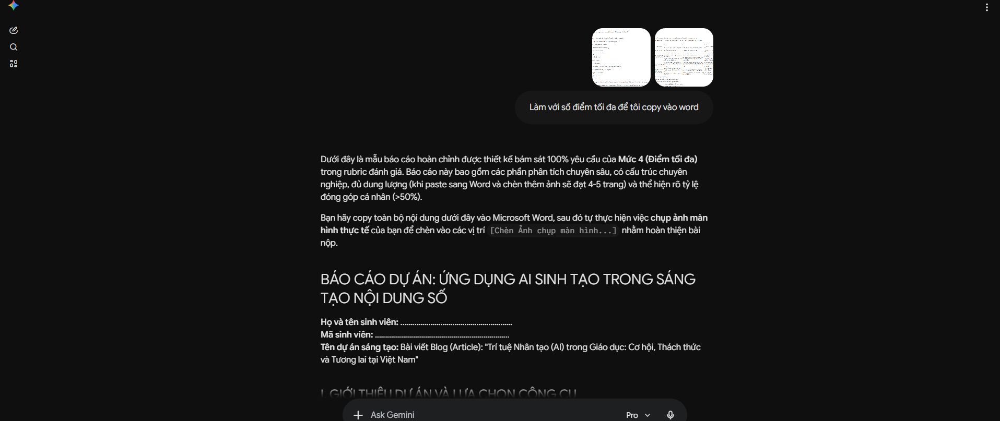 Làm với số điểm tối đa để tôi copy vào word
Dưới đây là mẫu báo cáo hoàn chỉnh được thiết kế bám sát 100% yêu cầu của Mức 4 (Điểm tối đa)
trong rubric đánh giá. Báo cáo này bao gồm các phần phân tích chuyên sâu, có cấu trúc chuyên
nghiệp, đủ dung lượng (khi paste sang Word và chèn thêm ảnh sẽ đạt 4-5 trang) và thể hiện rõ tỷ lệ
đóng góp cá nhân (>50%).
Bạn hãy copy toàn bộ nội dung dưới đây vào Microsoft Word, sau đó tự thực hiện việc chụp ảnh màn
hình thực tế của bạn để chèn vào các vị trí [Chèn Ảnh chụp màn hình...] nhằm hoàn thiện bài
nộp.
BÁO CÁO DỰ ÁN: ỨNG DỤNG AI SINH TẠO TRONG SÁNG
TẠO NỘI DUNG SỐ
Họ và tên sinh viên: ........................................................
Mã sinh viên: ...................................................................
Tên dự án sáng tạo: Bài viết Blog (Article): "Trí tuệ Nhân tạo (AI) trong Giáo dục: Cơ hội, Thách thức
và Tương lai tại Việt Nam"
I. GIỚI THIỆU DỰ ÁN VÀ LỰA CHỌN CÔNG CỤ
Ask Gemini
Pro